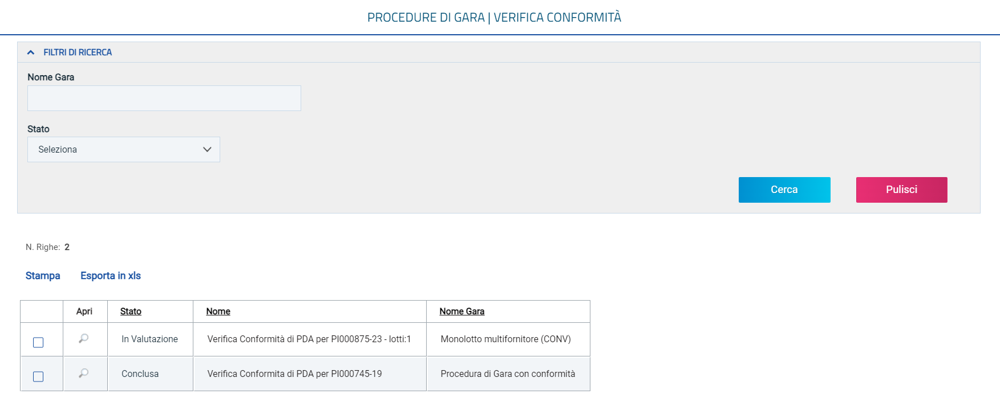 PROCEDURE DI GARA | VERIFICA CONFORMITÀ
FILTRI DI RICERCA
Nome Gara
Stato
Seleziona
Cerca Pulisci
N. Righe: 2
Stampa Esporta in xls
Apri Stato Nome Nome Gara
In Valutazione Verifica Conformità di PDA per PI000875-23 - lotti:1 Monolotto multifornitore (CONV)
Conclusa Verifica Conformita di PDA per PI000745-19 Procedura di Gara con conformità